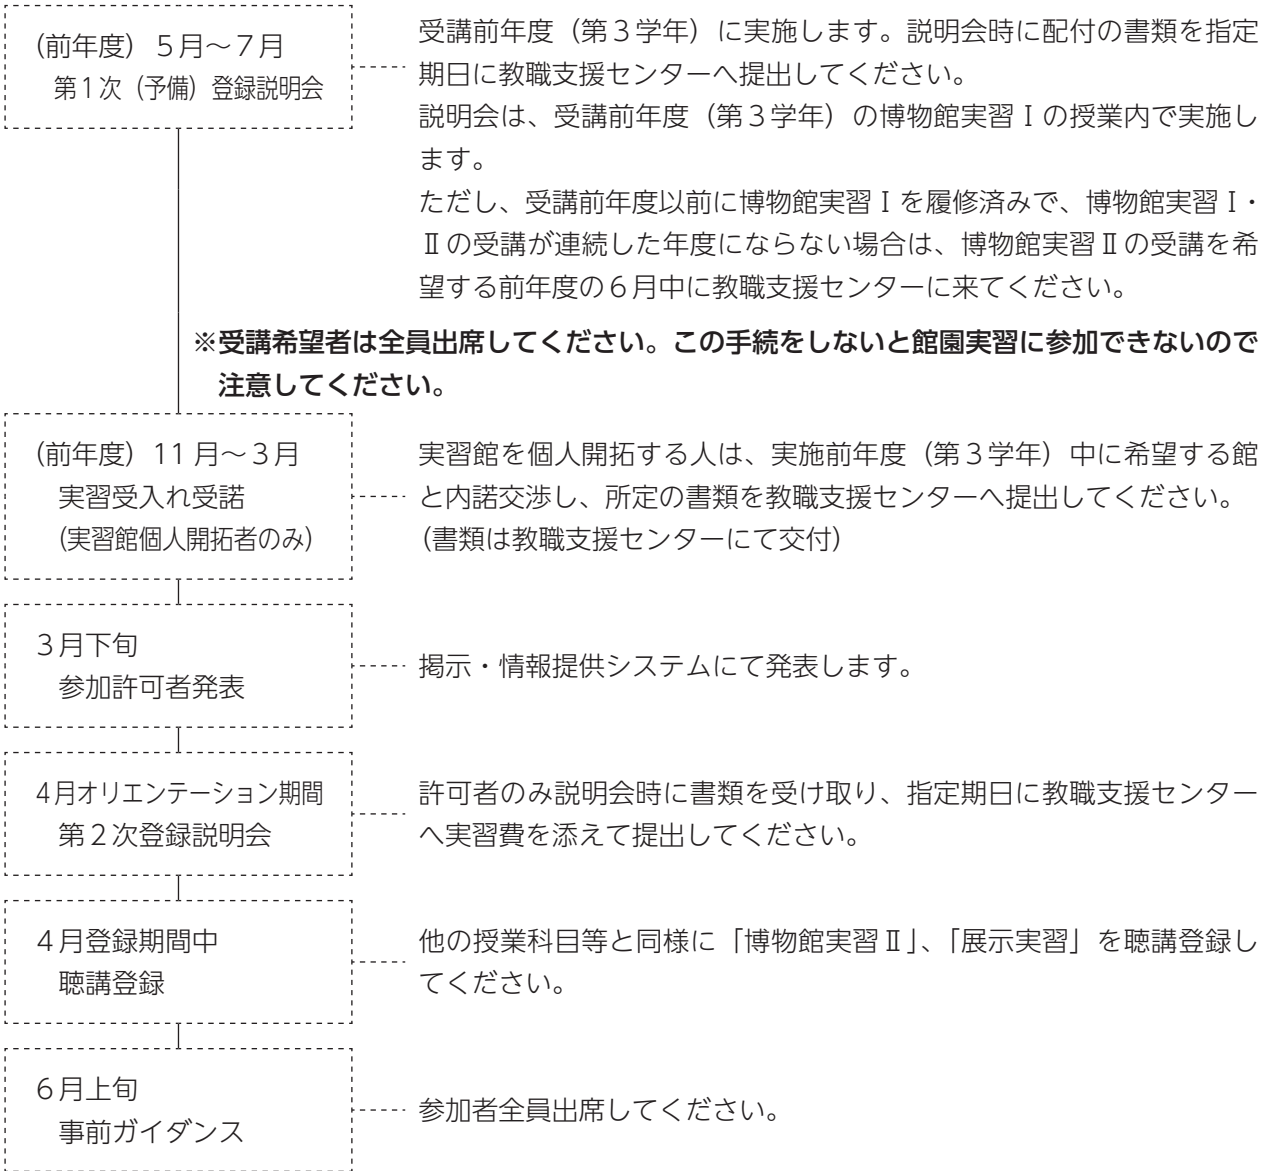 (前年度) 5月~7月
第1次 (予備) 登録説明会
受講前年度（第３学年）に実施します。説明会時に配付の書類を指定
期日に教職支援センターへ提出してください。
説明会は、受講前年度（第３学年）の博物館実習Ⅰの授業内で実施し
ます。
ただし、受講前年度以前に博物館実習Ⅰを履修済みで、博物館実習Ⅰ・
Ⅱの受講が連続した年度にならない場合は、博物館実習Ⅱの受講を希
望する前年度の６月中に教職支援センターに来てください。
※受講希望者は全員出席してください。この手続をしないと館園実習に参加できないので
注意してください。
(前年度) 11月～３月
実習受入れ受諾
(実習館個人開拓者のみ)
実習館を個人開拓する人は、実施前年度（第３学年）中に希望する館
と内諾交渉し、所定の書類を教職支援センターへ提出してください。
(書類は教職支援センターにて交付)
３月下旬
参加許可者発表
掲示・情報提供システムにて発表します。
4月オリエンテーション期間
第２次登録説明会
許可者のみ説明会時に書類を受け取り、指定期日に教職支援センター
へ実習費を添えて提出してください。
４月登録期間中
聴講登録
他の授業科目等と同様に「博物館実習Ⅱ」、「展示実習」を聴講登録し
てください。
６月上旬
事前ガイダンス
参加者全員出席してください。